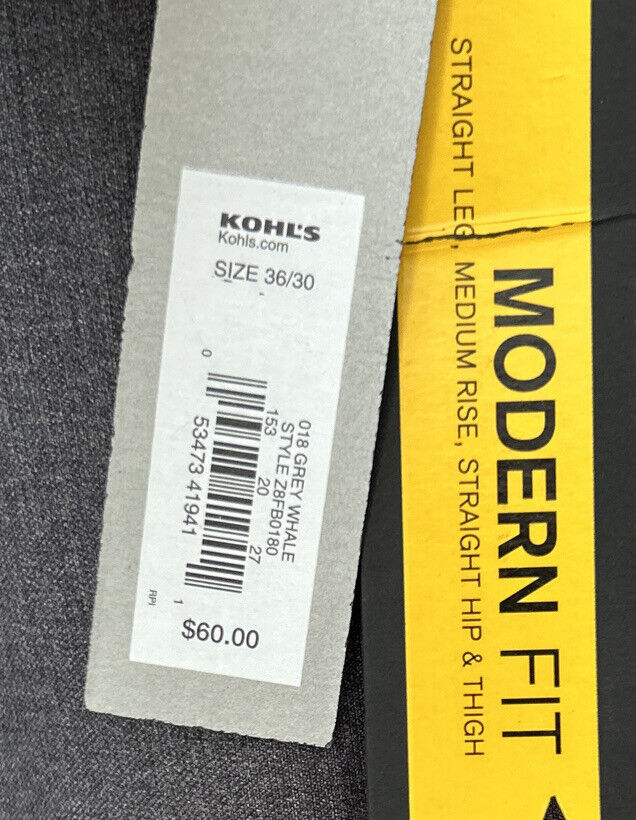 KOHL'S
Kohls.com
SIZE 36/30
018 GREY WHALE
STYLE Z8FB0180
153 20 27
0 53473 41941 1
RPI
$60.00
MODERN FIT
STRAIGHT LEG, MEDIUM RISE, STRAIGHT HIP & THIGH